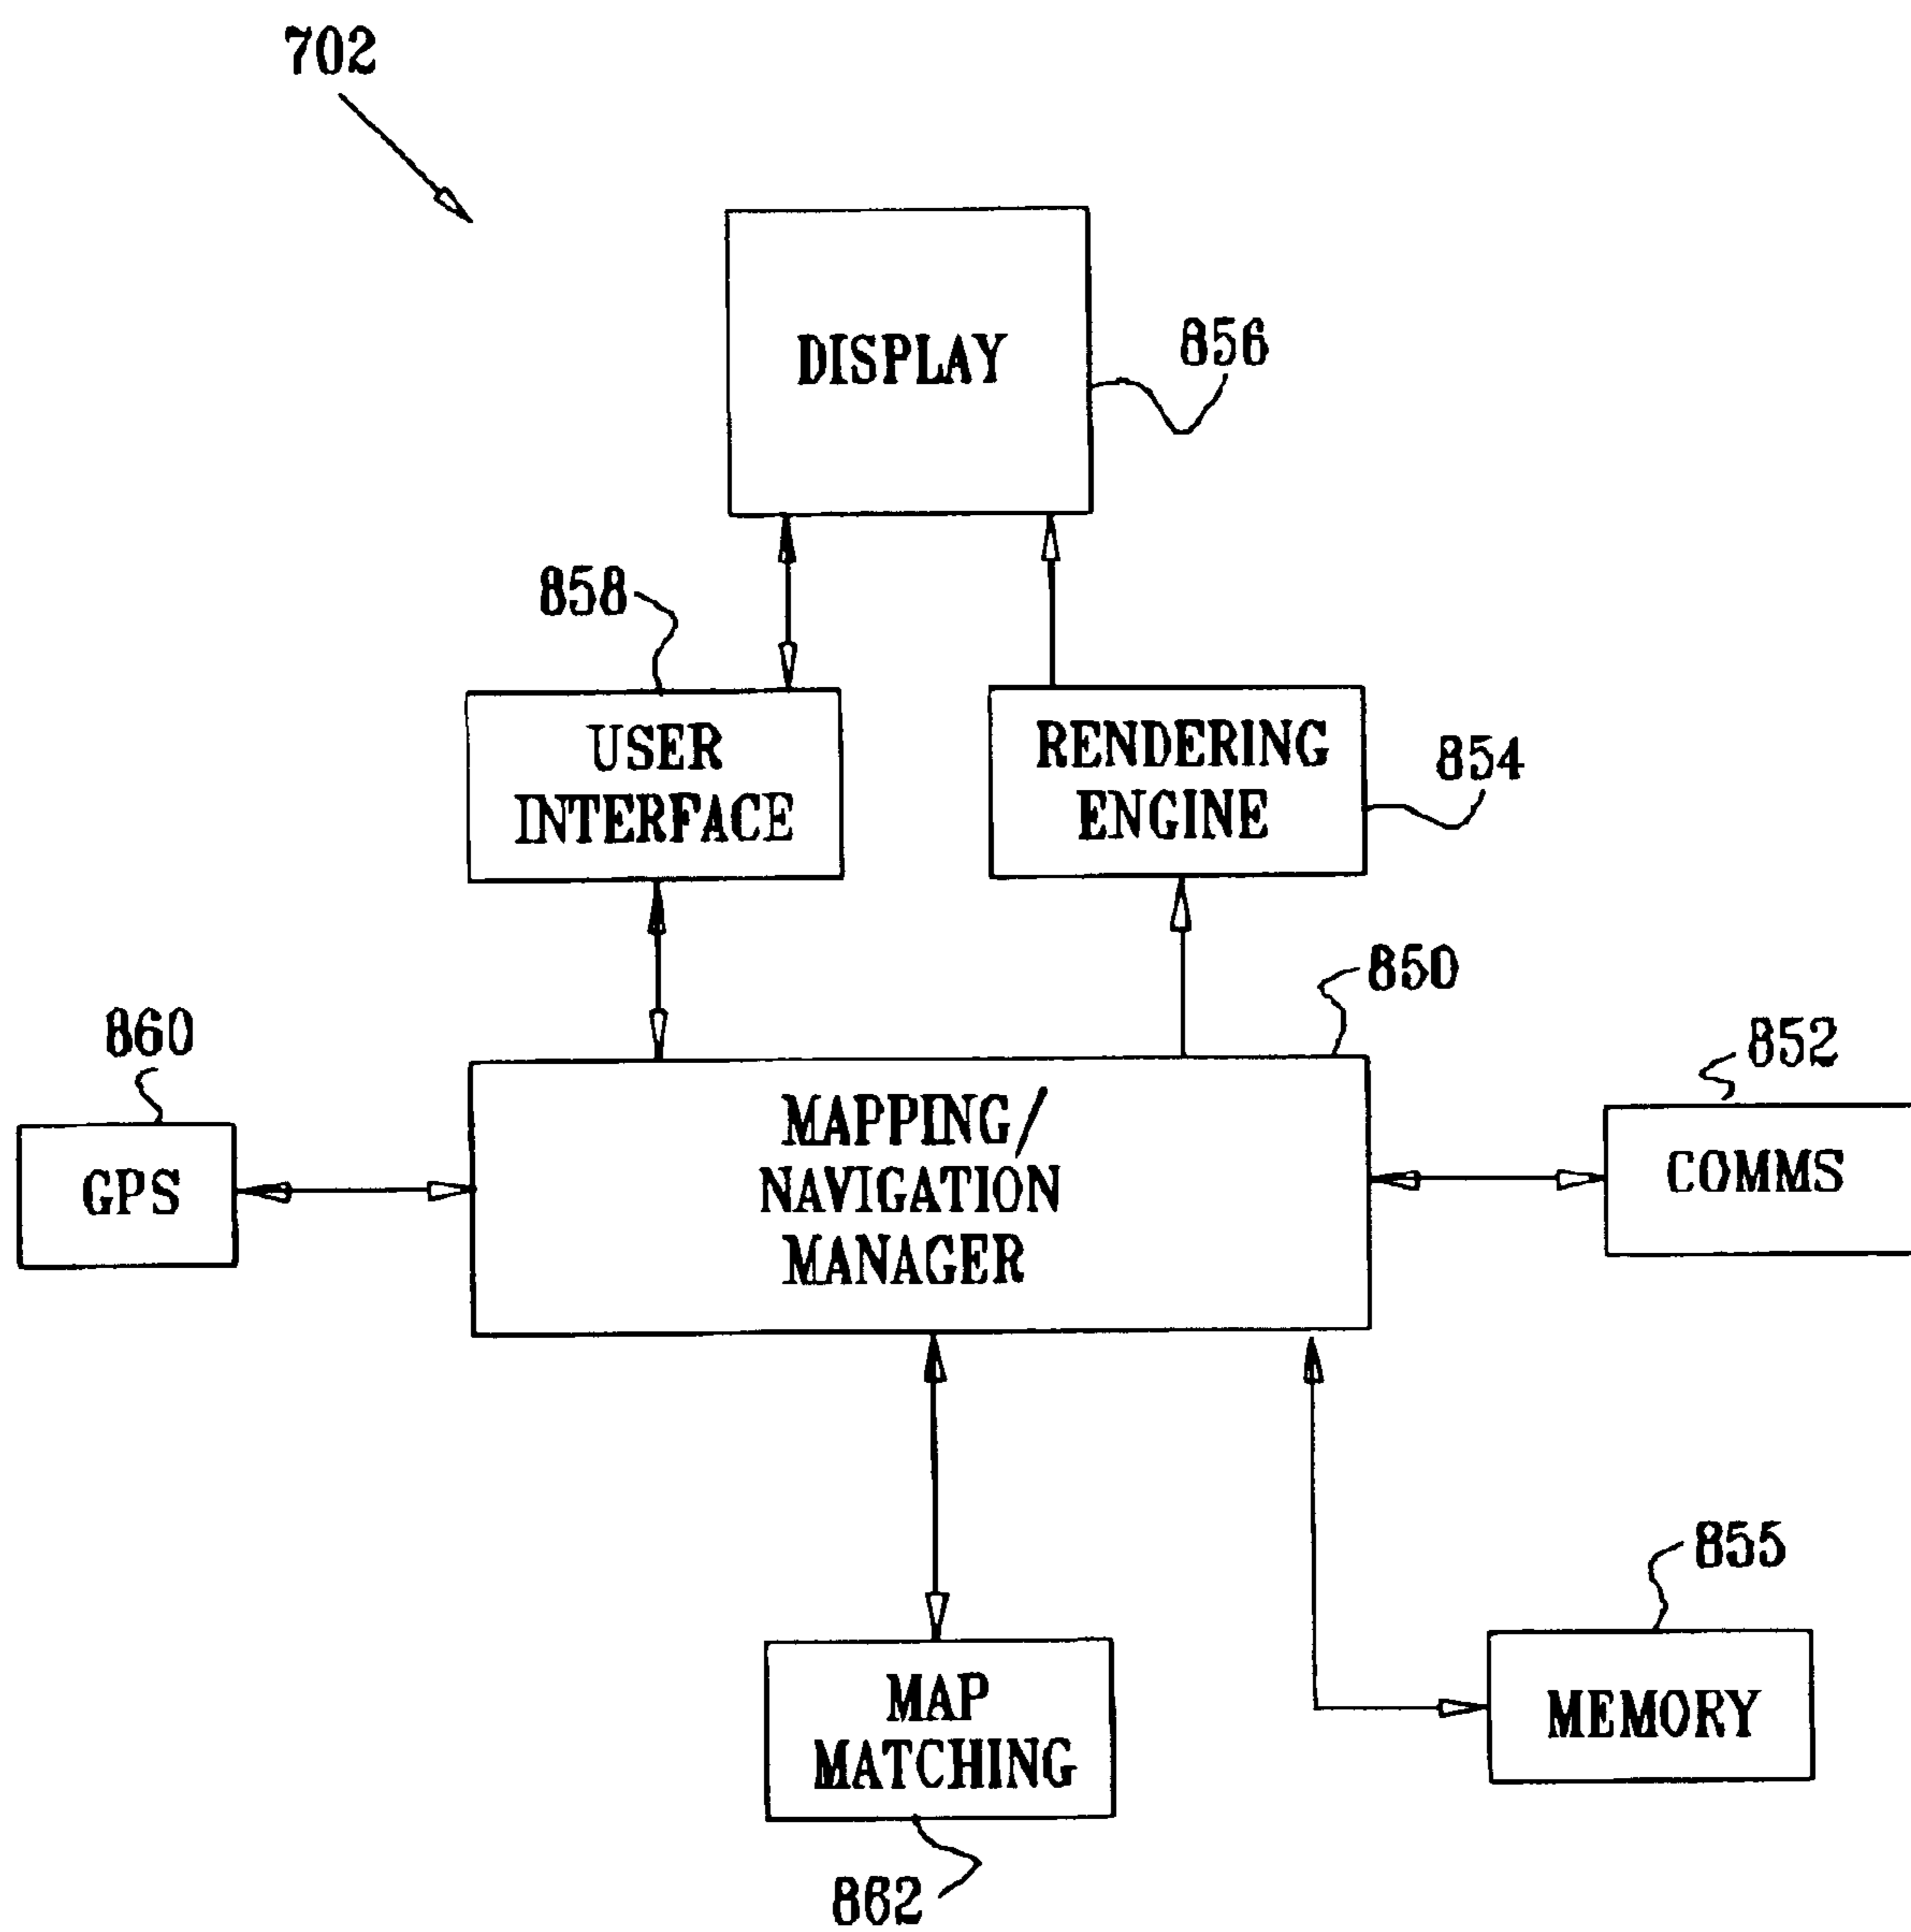 702
DISPLAY
856
858
USER
INTERFACE
RENDERING
ENGINE
854
850
860
852
GPS
MAPPING/
NAVIGATION
MANAGER
COMMS
855
MAP
MATCHING
MEMORY
862